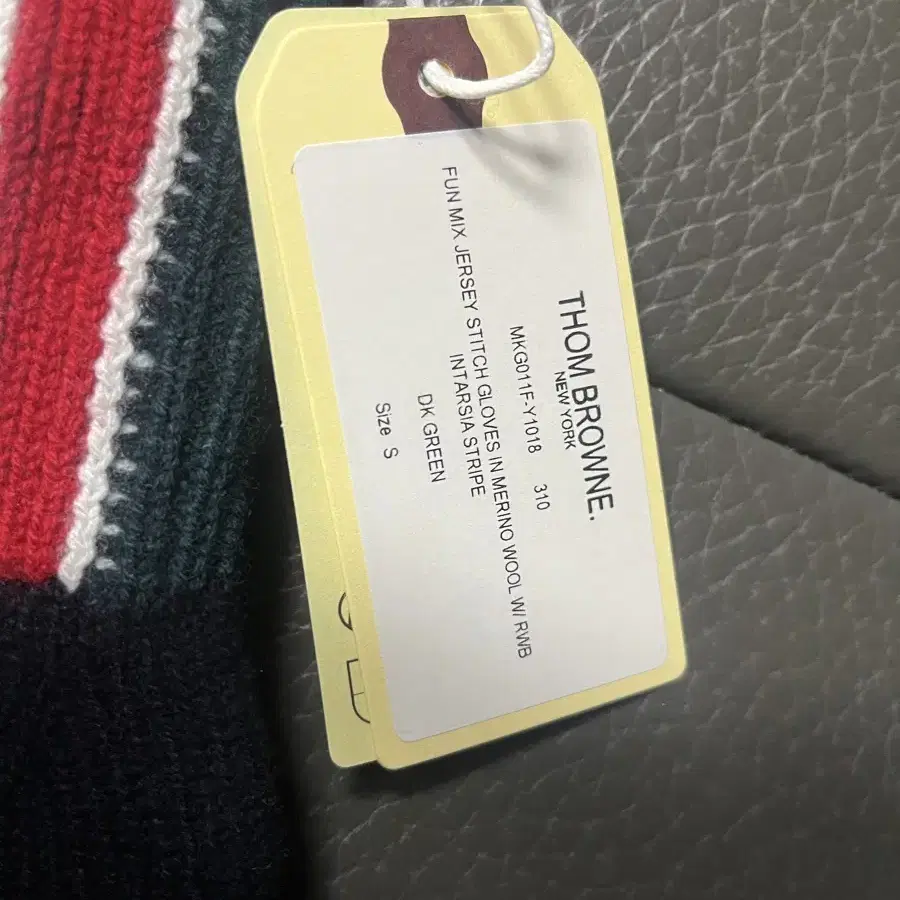 THOM BROWNE.
NEW YORK
MKG011F-Y1018 310
FUN MIX JERSEY STITCH GLOVES IN MERINO WOOL W/ RWB
INTARSIA STRIPE
DK GREEN
Size S